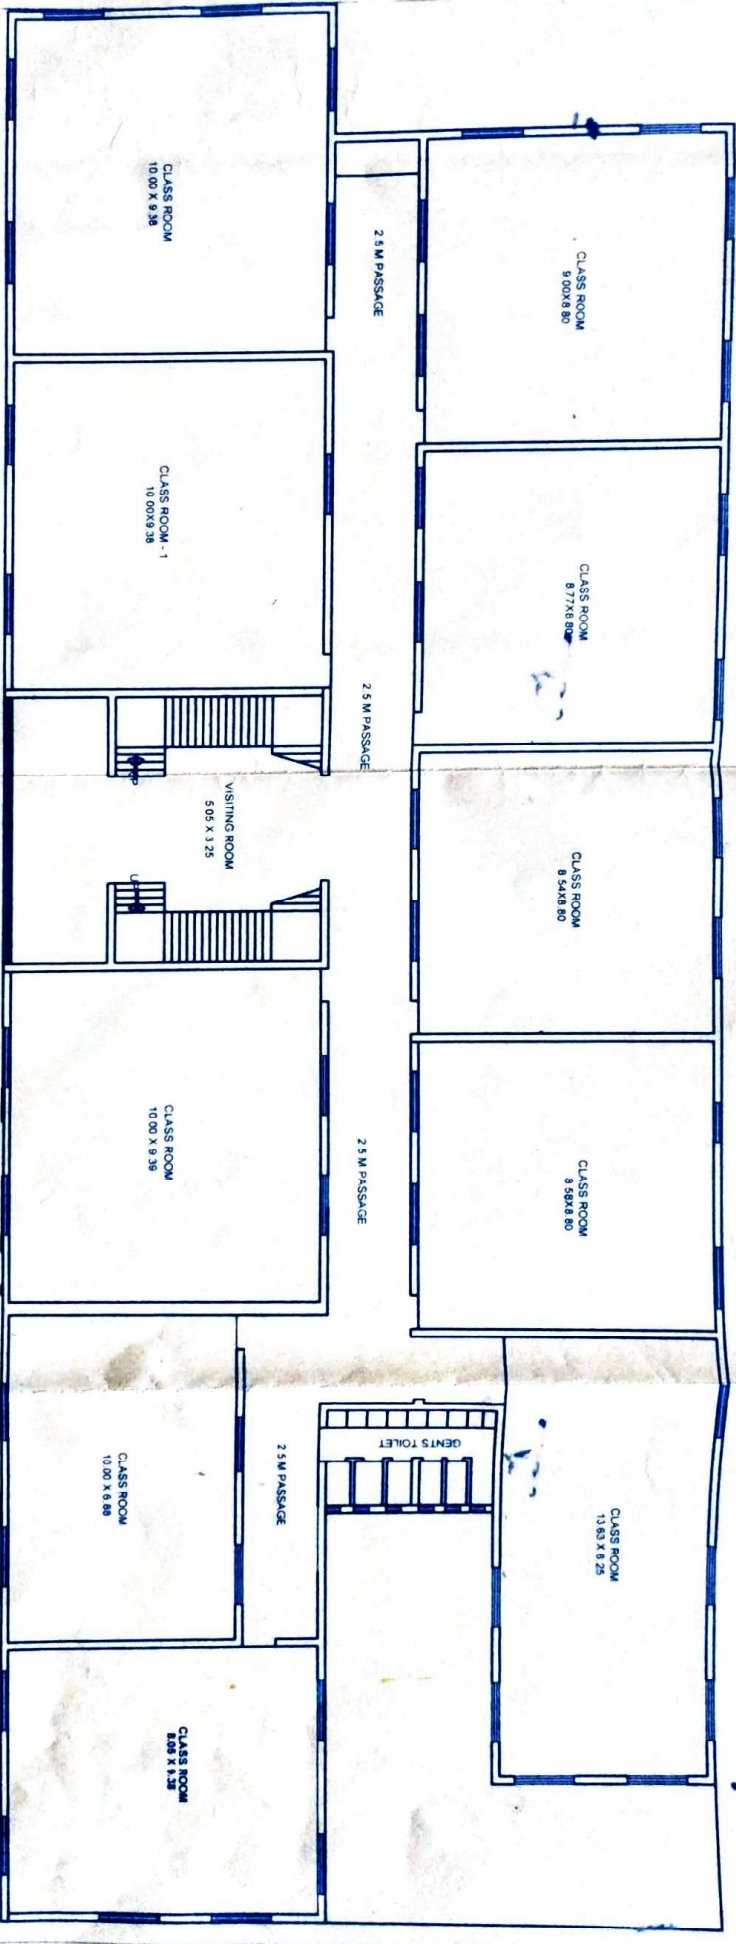 CLASS ROOM
10.00 X 9.38
CLASS ROOM
9.00X8.80
2.5 M PASSAGE
CLASS ROOM - 1
10.00X9.38
CLASS ROOM
8.77X8.80
2.5 M PASSAGE
UP
VISITING ROOM
5.05 X 3.25
UP
CLASS ROOM
8.54X8.80
CLASS ROOM
10.00 X 9.39
2.5 M PASSAGE
CLASS ROOM
8.58X8.80
CLASS ROOM
10.00 X 6.88
2.5 M PASSAGE
GENTS TOILET
CLASS ROOM
13.63 X 6.25
CLASS ROOM
8.05 X 9.38